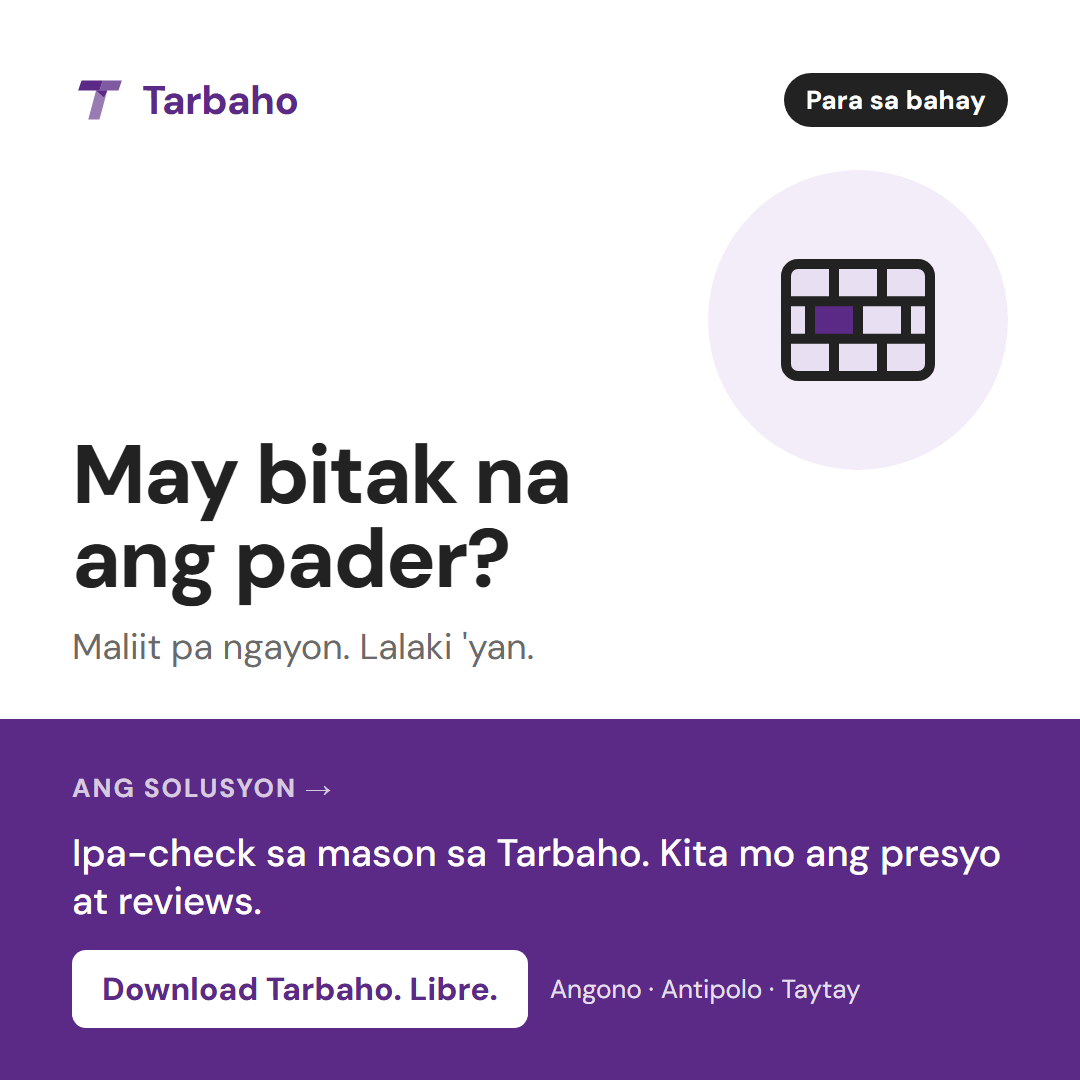 Tarbaho
Para sa bahay
May bitak na
ang pader?
Maliit pa ngayon. Lalaki 'yan.
ANG SOLUSYON →
Ipa-check sa mason sa Tarbaho. Kita mo ang presyo
at reviews.
Download Tarbaho. Libre.
Angono · Antipolo · Taytay